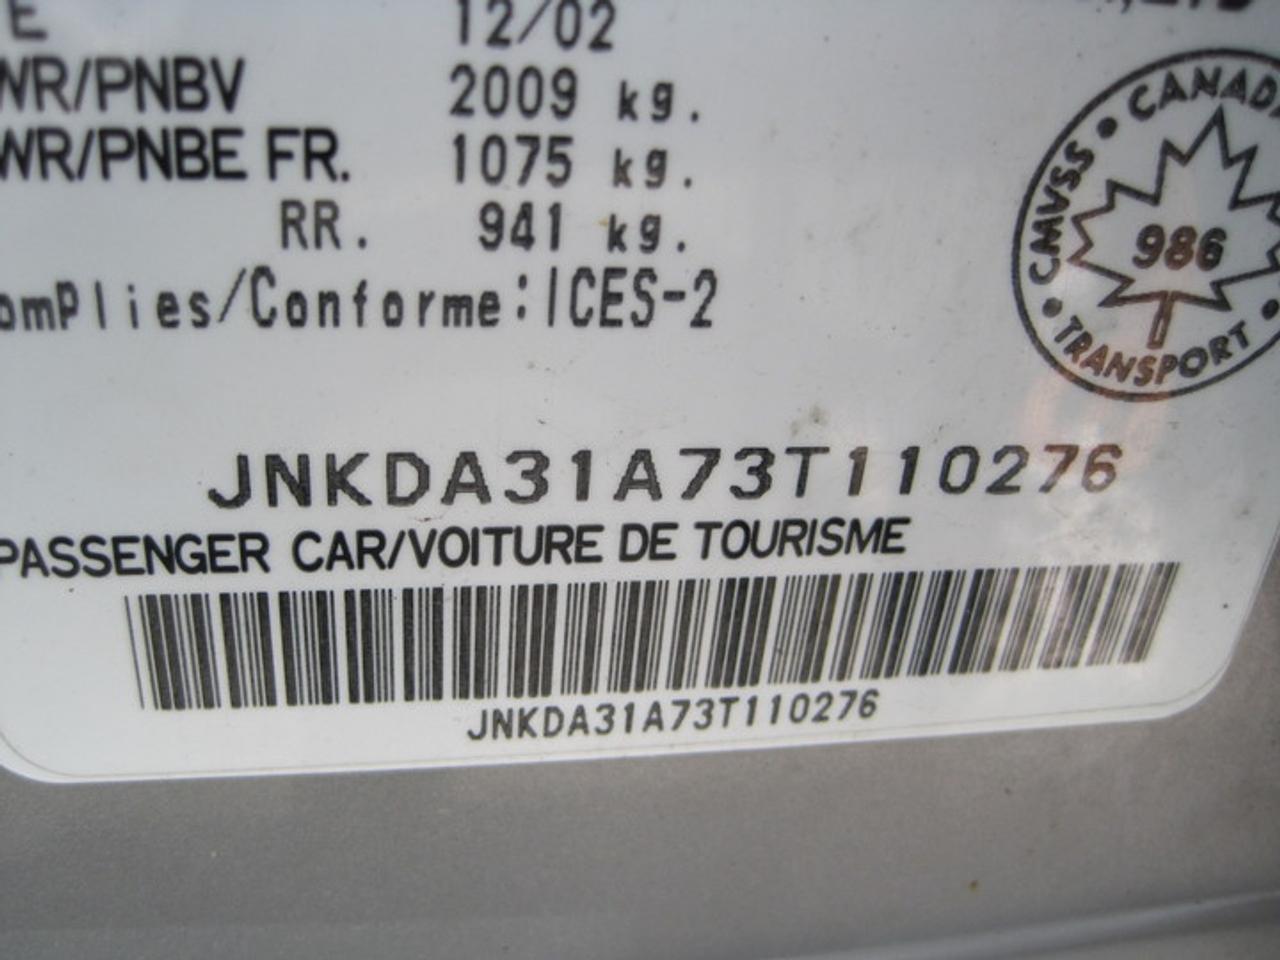 E 12/02
WR/PNBV 2009 kg.
WR/PNBE FR. 1075 kg.
RR. 941 kg.
omplies/Conforme:ICES-2
CMVSS • CANADA • TRANSPORT •
986
JNKDA31A73T110276
PASSENGER CAR/VOITURE DE TOURISME
JNKDA31A73T110276